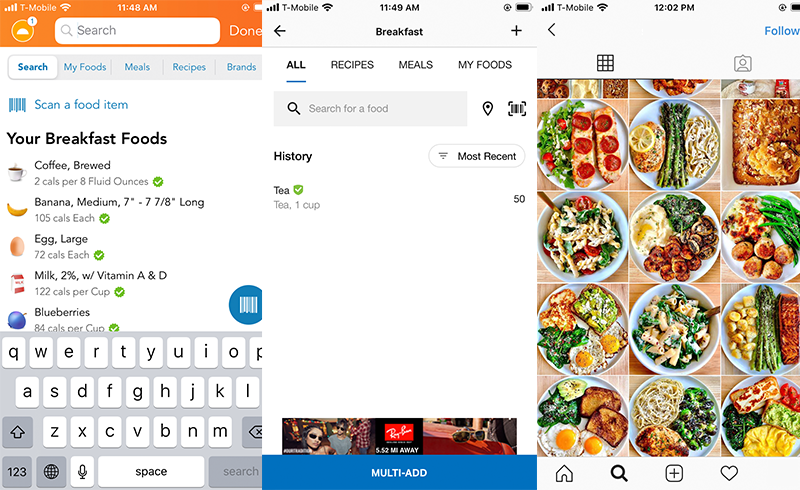 T-Mobile 11:48 AM
1
Search
Done
Search My Foods Meals Recipes Brands
Scan a food item
Your Breakfast Foods
Coffee, Brewed
2 cals per 8 Fluid Ounces
Banana, Medium, 7" - 7 7/8" Long
105 cals Each
Egg, Large
72 cals Each
Milk, 2%, w/ Vitamin A & D
122 cals per Cup
Blueberries
84 cals per Cup
q w e r t y u i o p
a s d f g h j k l
z x c v b n m
123 space search
T-Mobile 11:49 AM
Breakfast
ALL RECIPES MEALS MY FOODS
Search for a food
History Most Recent
Tea
Tea, 1 cup
50
#OURTRADITION
Ray-Ban
5.52 MI AWAY
MULTI-ADD
T-Mobile 12:02 PM
Follow